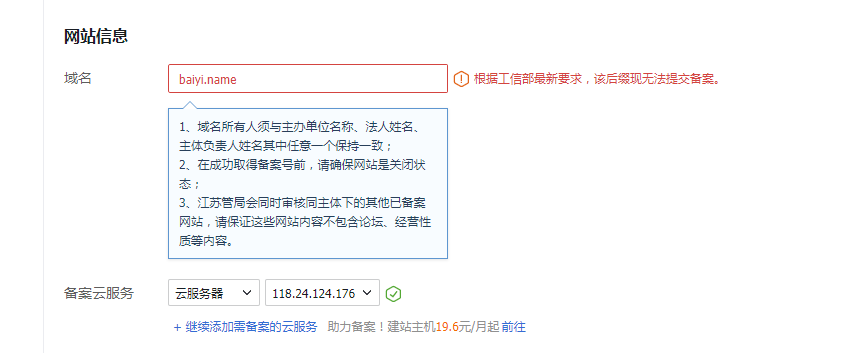 网站信息
域名 baiyi.name 根据工信部最新要求，该后缀现无法提交备案。
1、域名所有人须与主办单位名称、法人姓名、
主体负责人姓名其中任意一个保持一致；
2、在成功取得备案号前，请确保网站是关闭状
态；
3、江苏管局会同时审核同主体下的其他已备案
网站，请保证这些网站内容不包含论坛、经营性
质等内容。
备案云服务 云服务器 118.24.124.176
+ 继续添加需备案的云服务 助力备案！建站主机19.6元/月起 前往